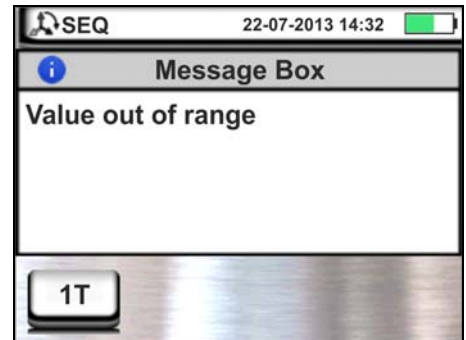 SEQ 22-07-2013 14:32
Message Box
Value out of range
1T